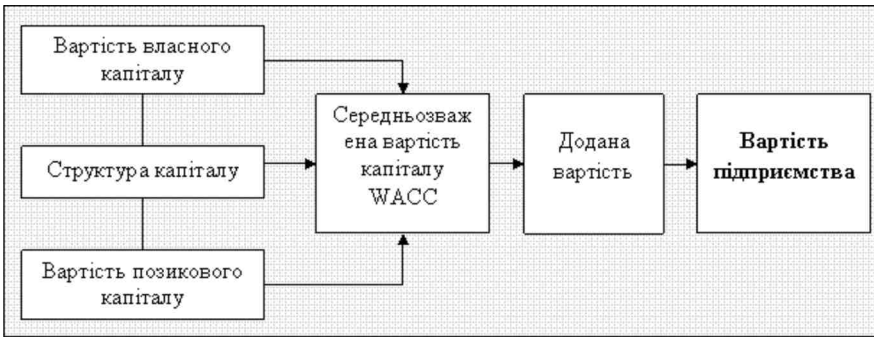 Вартість власного
капіталу
Структура капіталу
Вартість позикового
капіталу
Середньозваж
ена вартість
капіталу
WACC
Додана
вартість
Вартість
підприємства